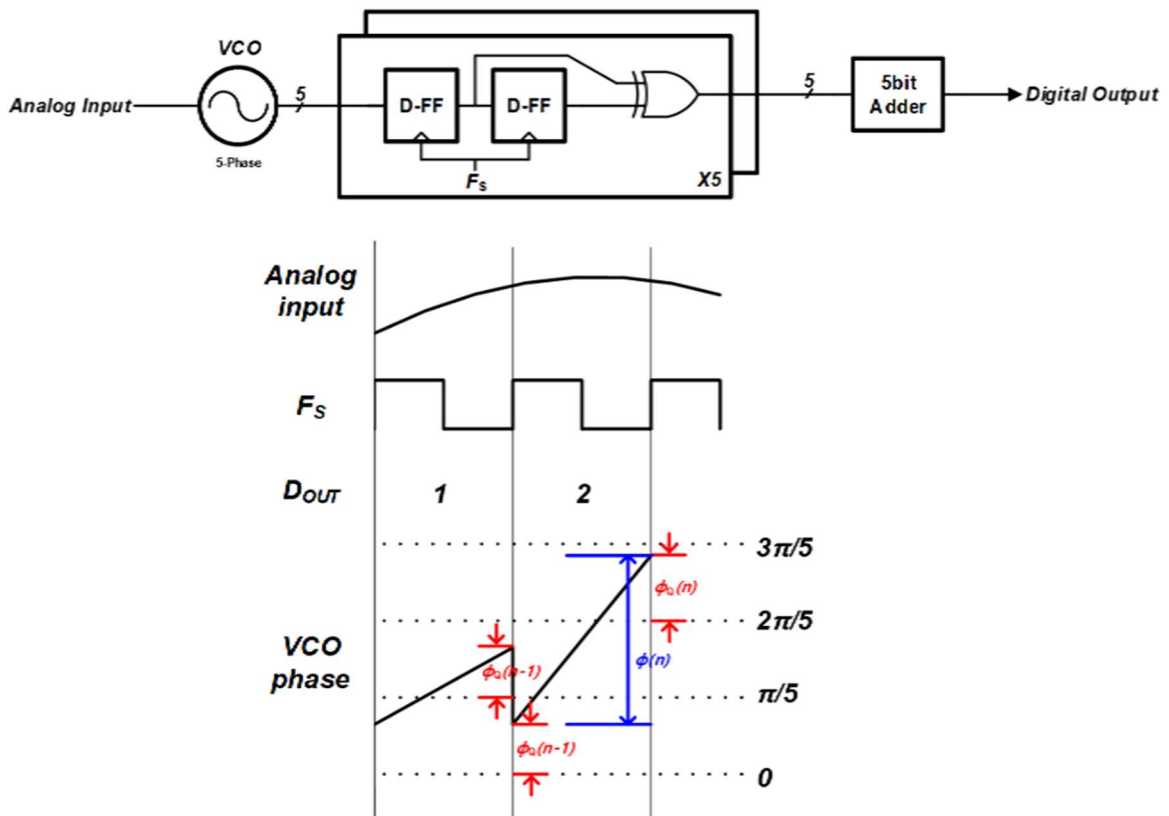 VCO
Analog Input
5
5-Phase
D-FF
D-FF
FS
X5
5
5bit
Adder
Digital Output
Analog
input
FS
DOUT
1
2
3π/5
ϕQ(n)
2π/5
VCO
phase
ϕQ(n-1)
ϕ(n)
π/5
ϕQ(n-1)
0